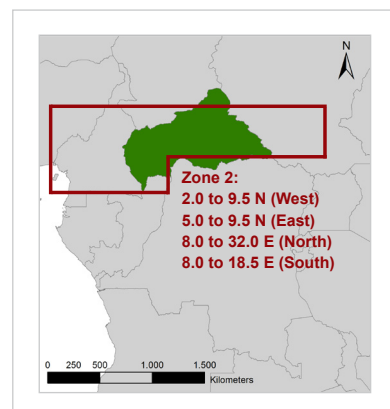 N
Zone 2:
2.0 to 9.5 N (West)
5.0 to 9.5 N (East)
8.0 to 32.0 E (North)
8.0 to 18.5 E (South)
0 250 500 1.000 1.500
Kilometers